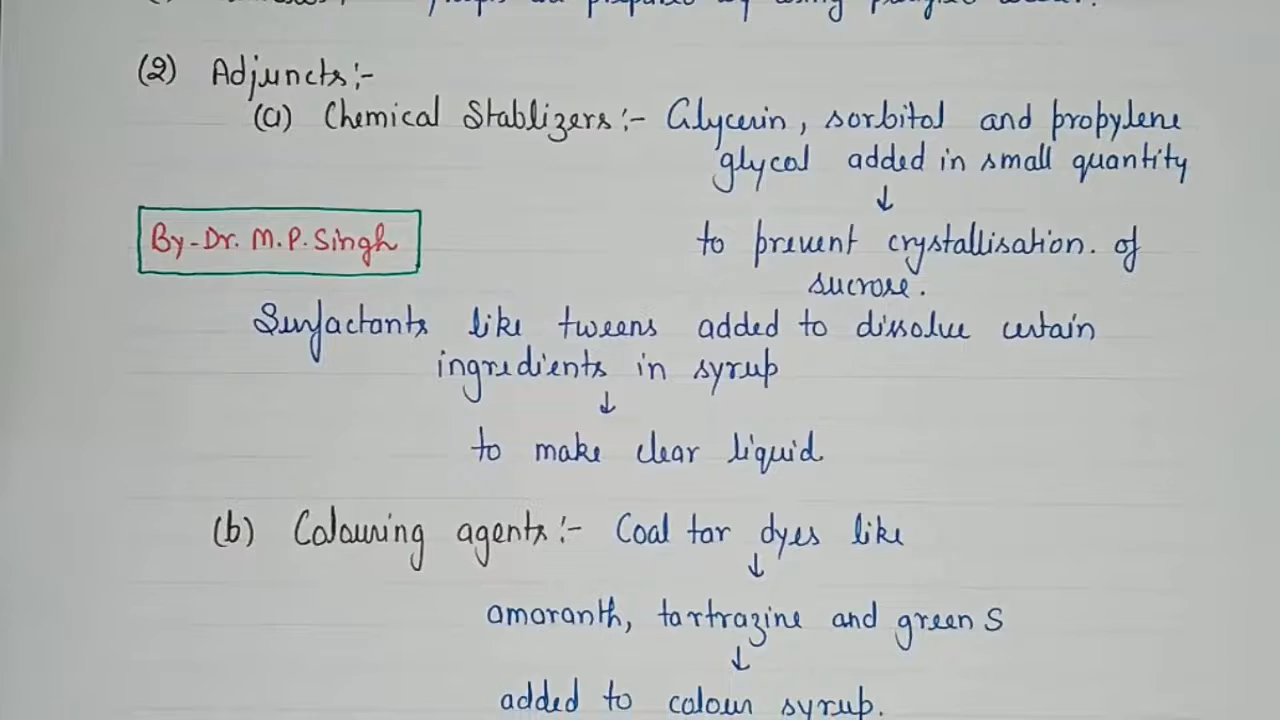 by using
(2) Adjuncts :-
(a) Chemical Stablizers :- Glycerin, sorbitol and propylene
glycol added in small quantity
↓
By-Dr. M.P. Singh
to prevent crystallisation. of
sucrose.
Surfactants like tweens added to dissolve certain
ingredients in syrup
↓
to make clear liquid
(b) Colouring agents :- Coal tar dyes like
↓
amaranth, tartrazine and green S
↓
added to colour syrup.